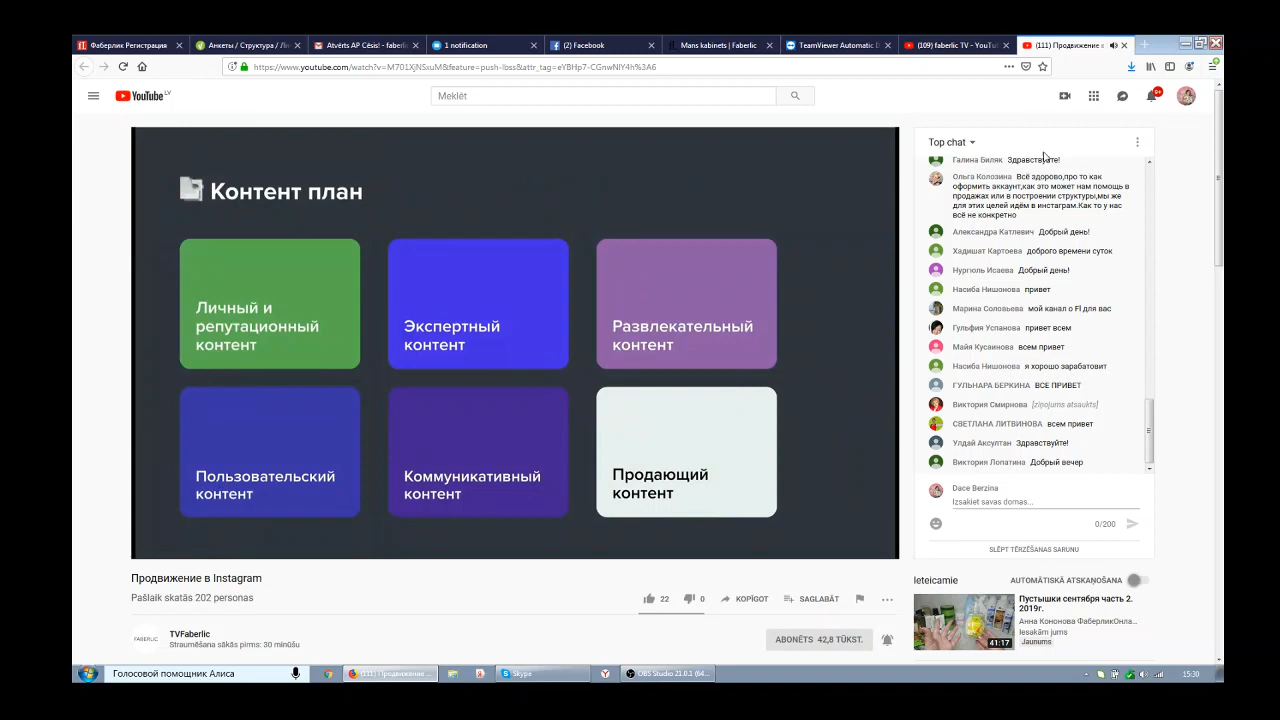 Фаберлик Регистрация
Анкеты / Структура / Ли
Atvērts AP Cēsis! - faberlic
1 notification
(2) Facebook
Mans kabinets | Faberlic
TeamViewer Automatic D
(109) faberlic TV - YouTu
(111) Продвижение в
YouTube LV
Meklēt
9+
Контент план
Личный и
репутационный
контент
Экспертный
контент
Развлекательный
контент
Пользовательский
контент
Коммуникативный
контент
Продающий
контент
Top chat
Галина Биляк Здравствуйте!
Ольга Колозина Всё здорово,про то как
оформить аккаунт,как это может нам помощь в
продажах или в построении структуры,мы же
для этих целей идём в инстаграм.Как то у нас
всё не конкретно
Александра Катлевич Добрый день!
Хадишат Картоева доброго времени суток
Нургюль Исаева Добрый день!
Насиба Нишонова привет
Марина Соловьева мой канал о Fl для вас
Гульфия Успанова привет всем
Майя Кусаинова всем привет
Насиба Нишонова я хорошо зарабатовит
ГУЛЬНАРА БЕРКИНА ВСЕ ПРИВЕТ
Виктория Смирнова [ziņojums atsaukts]
СВЕТЛАНА ЛИТВИНОВА всем привет
Улдай Аксултан Здравствуйте!
Виктория Лопатина Добрый вечер
Dace Berzina
Izsakiet savas domas...
0/200
SLĒPT TĒRZĒŠANAS SARUNU
Продвижение в Instagram
Pašlaik skatās 202 personas
22
0
KOPĪGOT
SAGLABĀT
FABERLIC
TVFaberlic
Straumēšana sākās pirms: 30 minūšu
ABONĒTS 42,8 TŪKST.
Ieteicamie
AUTOMĀTISKĀ ATSKAŅOŠANA
Пустышки сентября часть 2.
2019г.
Анна Кононова ФаберликОнла...
Iesakām jums
Jaunums
41:17
Голосовой помощник Алиса
(111) Продвижение ...
Skype
OBS Studio 21.0.1 (64...
15:30